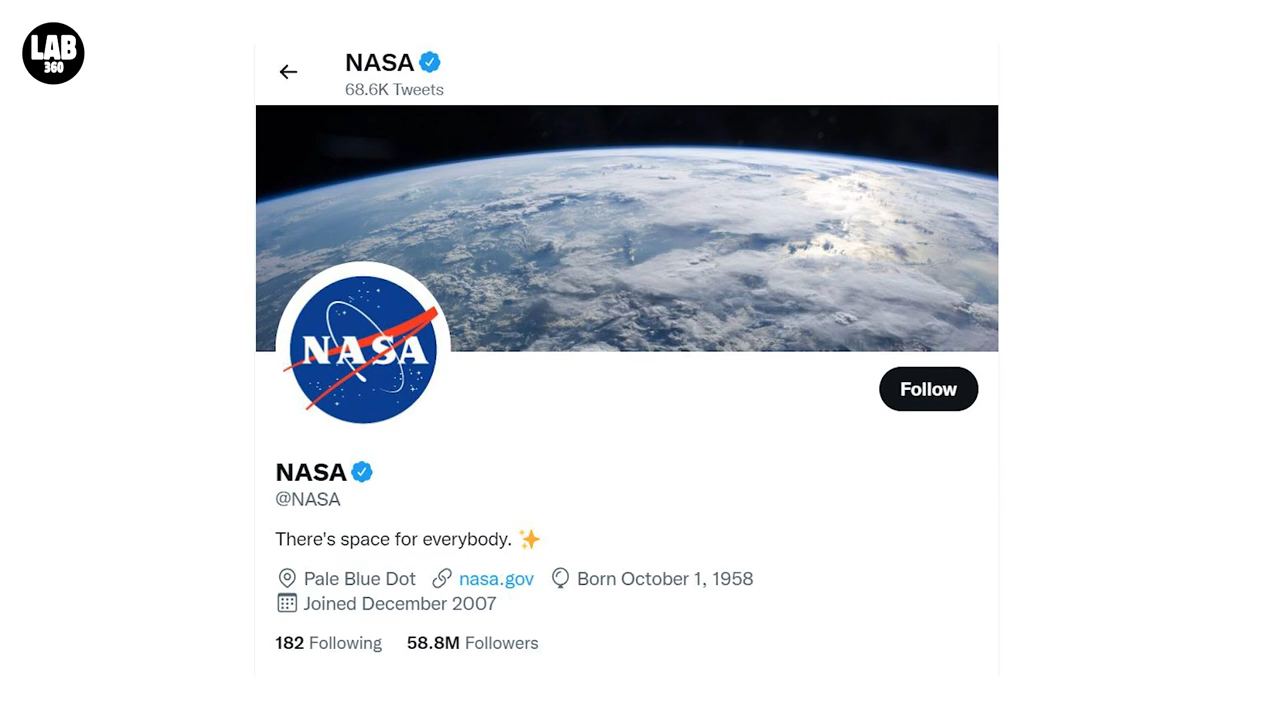 LAB
360
NASA
68.6K Tweets
NASA
Follow
NASA
@NASA
There's space for everybody. ✨
Pale Blue Dot nasa.gov Born October 1, 1958
Joined December 2007
182 Following 58.8M Followers